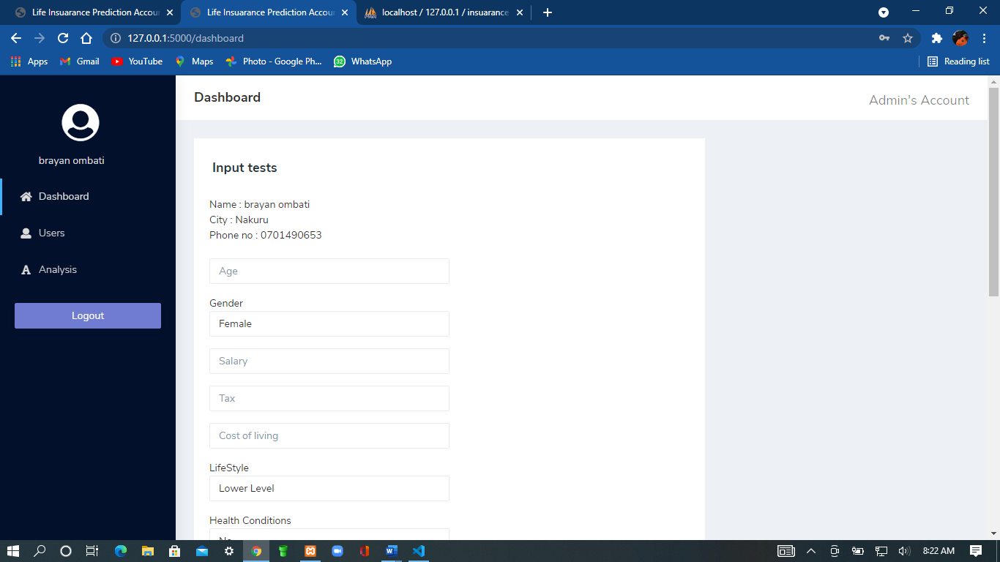 Life Insuarance Prediction Accour
Life Insuarance Prediction Accour
localhost / 127.0.0.1 / insuarance
127.0.0.1:5000/dashboard
Apps
Gmail
YouTube
Maps
Photo - Google Ph...
32
WhatsApp
Reading list
brayan ombati
Dashboard
Users
Analysis
Logout
Dashboard
Admin's Account
Input tests
Name : brayan ombati
City : Nakuru
Phone no : 0701490653
Age
Gender
Female
Salary
Tax
Cost of living
LifeStyle
Lower Level
Health Conditions
No
8:22 AM